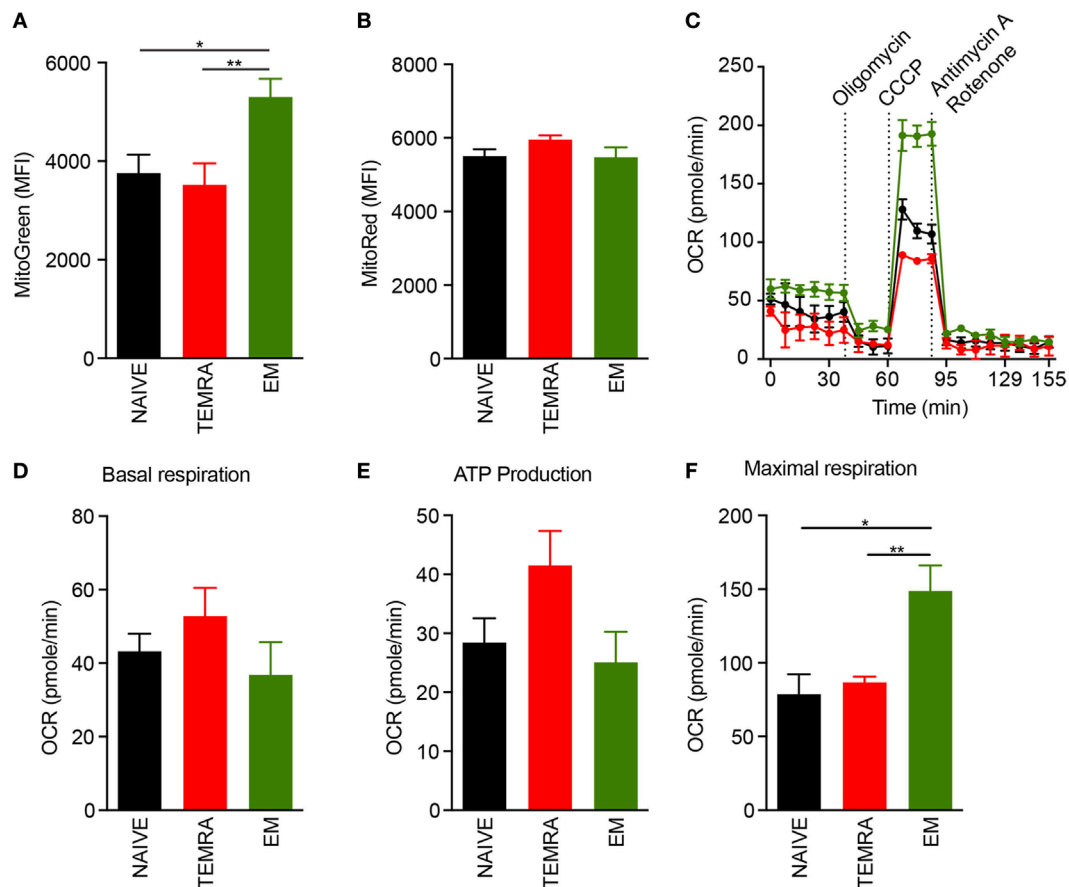 A
*
**
6000
4000
2000
0
MitoGreen (MFI)
NAIVE
TEMRA
EM
B
8000
6000
4000
2000
0
MitoRed (MFI)
NAIVE
TEMRA
EM
C
Oligomycin
CCCP
Antimycin A
Rotenone
250
200
150
100
50
0
OCR (pmole/min)
0 30 60 95 129 155
Time (min)
D
Basal respiration
80
60
40
20
0
OCR (pmole/min)
NAIVE
TEMRA
EM
E
ATP Production
50
40
30
20
10
0
OCR (pmole/min)
NAIVE
TEMRA
EM
F
Maximal respiration
*
**
200
150
100
50
0
OCR (pmole/min)
NAIVE
TEMRA
EM